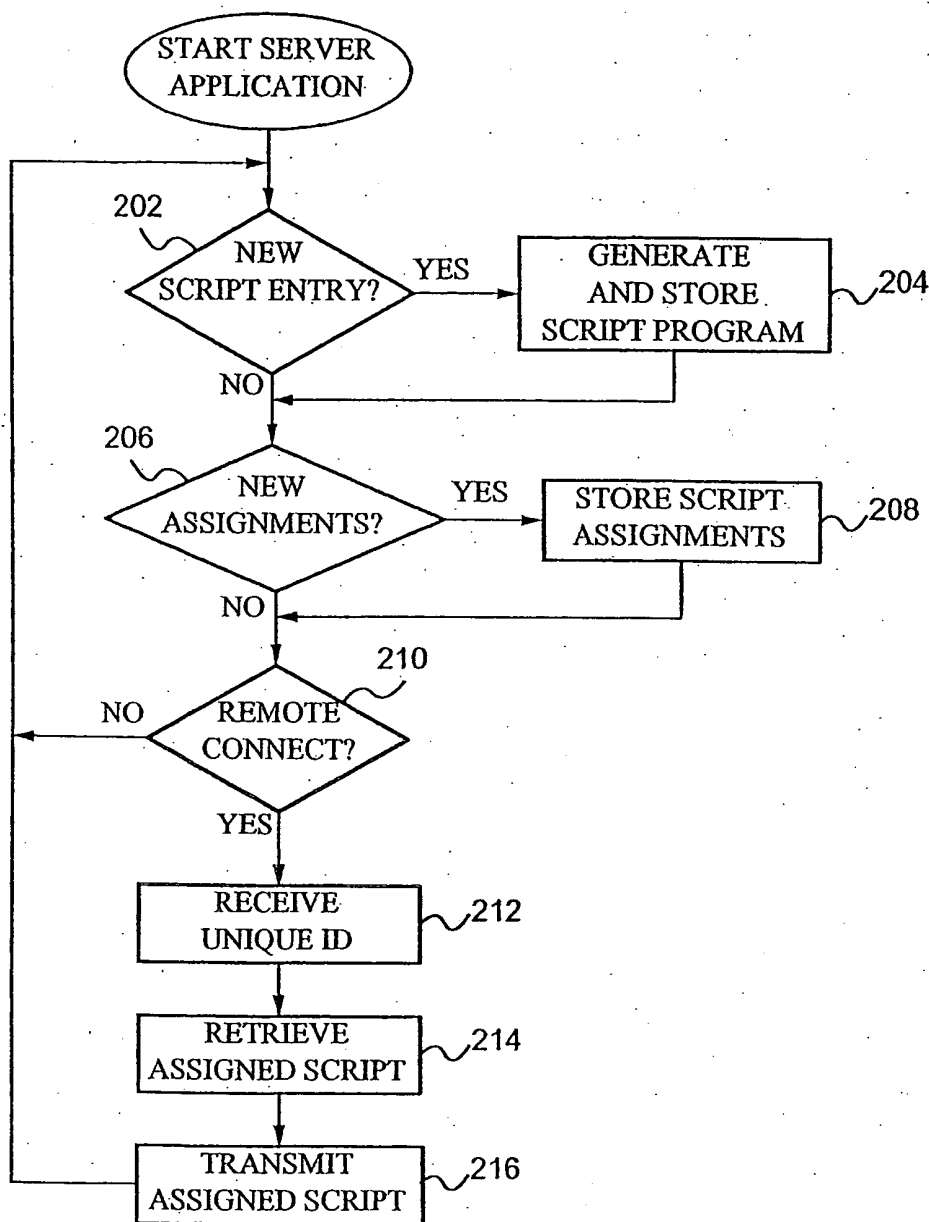 START SERVER
APPLICATION
202
NEW
SCRIPT ENTRY?
YES
GENERATE
AND STORE
SCRIPT PROGRAM
204
NO
206
NEW
ASSIGNMENTS?
YES
STORE SCRIPT
ASSIGNMENTS
208
NO
210
REMOTE
CONNECT?
NO
YES
RECEIVE
UNIQUE ID
212
RETRIEVE
ASSIGNED SCRIPT
214
TRANSMIT
ASSIGNED SCRIPT
216